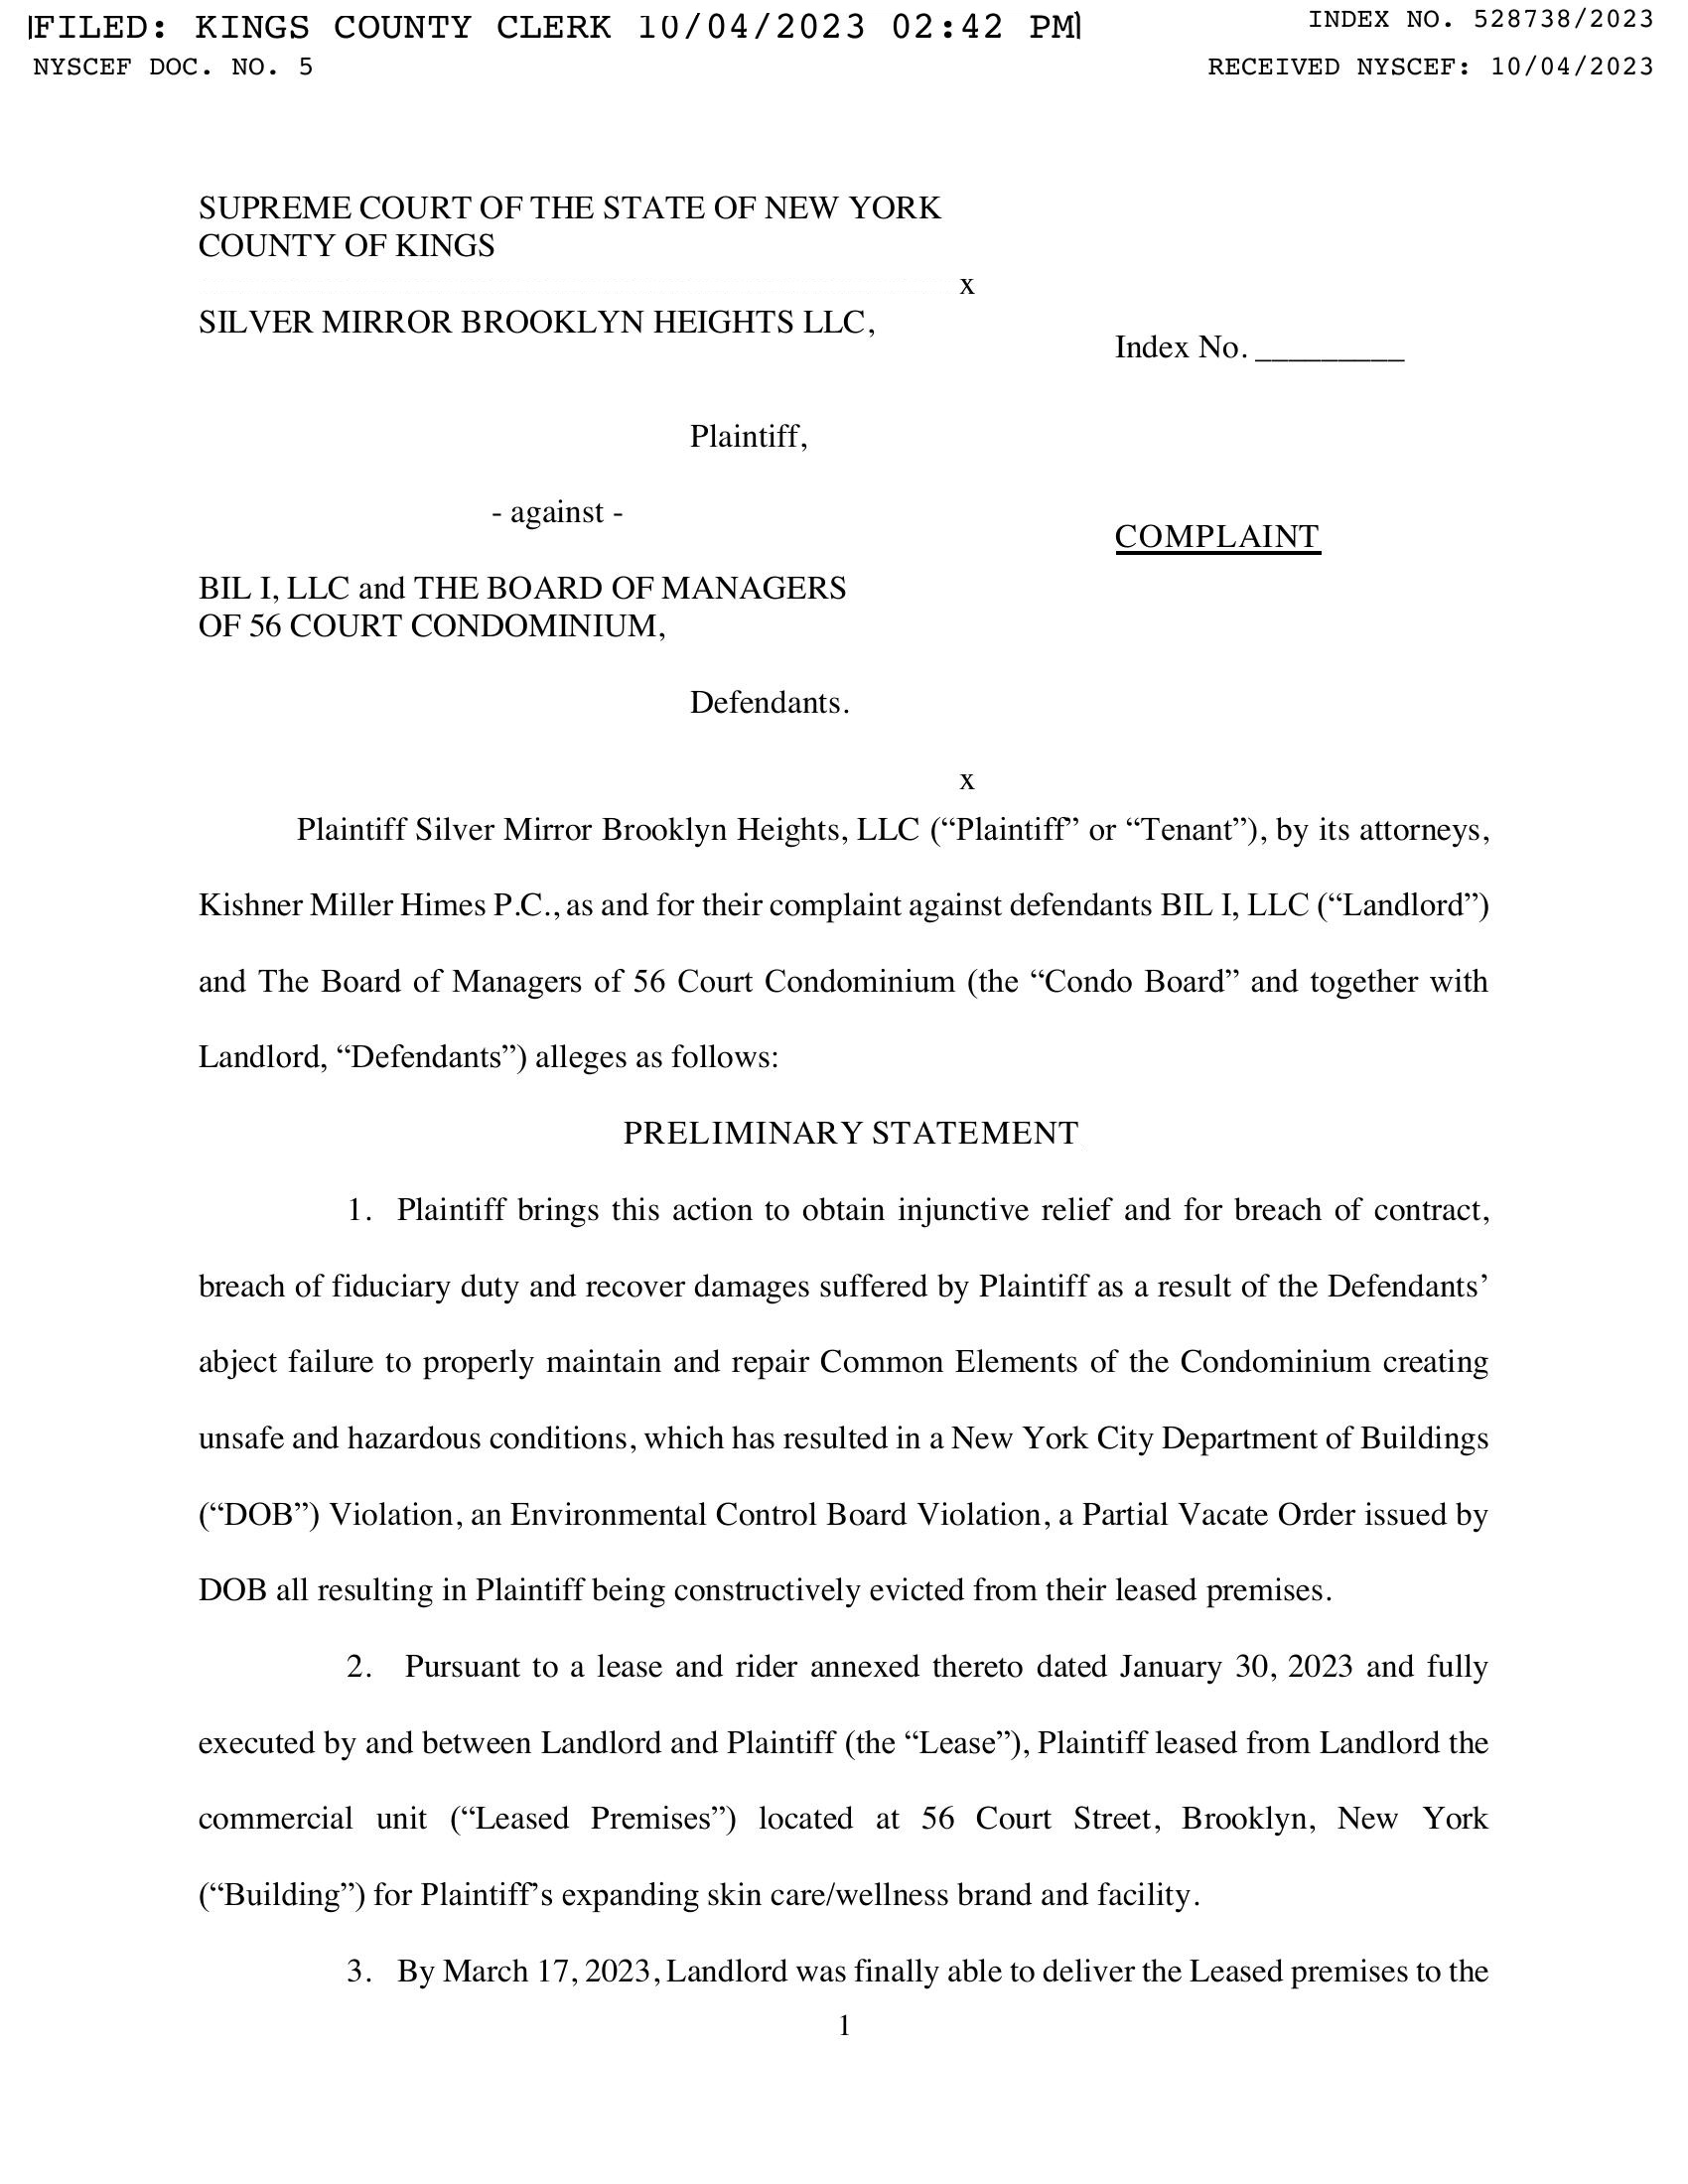 FILED: KINGS COUNTY CLERK 10/04/2023 02:42 PM
INDEX NO. 528738/2023
NYSCEF DOC. NO. 5
RECEIVED NYSCEF: 10/04/2023
SUPREME COURT OF THE STATE OF NEW YORK
COUNTY OF KINGS
x
SILVER MIRROR BROOKLYN HEIGHTS LLC,
Index No. _________
Plaintiff,
- against -
COMPLAINT
BIL I, LLC and THE BOARD OF MANAGERS
OF 56 COURT CONDOMINIUM,
Defendants.
x
Plaintiff Silver Mirror Brooklyn Heights, LLC (“Plaintiff” or “Tenant”), by its attorneys,
Kishner Miller Himes P.C., as and for their complaint against defendants BIL I, LLC (“Landlord”)
and The Board of Managers of 56 Court Condominium (the “Condo Board” and together with
Landlord, “Defendants”) alleges as follows:
PRELIMINARY STATEMENT
1. Plaintiff brings this action to obtain injunctive relief and for breach of contract,
breach of fiduciary duty and recover damages suffered by Plaintiff as a result of the Defendants’
abject failure to properly maintain and repair Common Elements of the Condominium creating
unsafe and hazardous conditions, which has resulted in a New York City Department of Buildings
(“DOB”) Violation, an Environmental Control Board Violation, a Partial Vacate Order issued by
DOB all resulting in Plaintiff being constructively evicted from their leased premises.
2. Pursuant to a lease and rider annexed thereto dated January 30, 2023 and fully
executed by and between Landlord and Plaintiff (the “Lease”), Plaintiff leased from Landlord the
commercial unit (“Leased Premises”) located at 56 Court Street, Brooklyn, New York
(“Building”) for Plaintiff’s expanding skin care/wellness brand and facility.
3. By March 17, 2023, Landlord was finally able to deliver the Leased premises to the
1